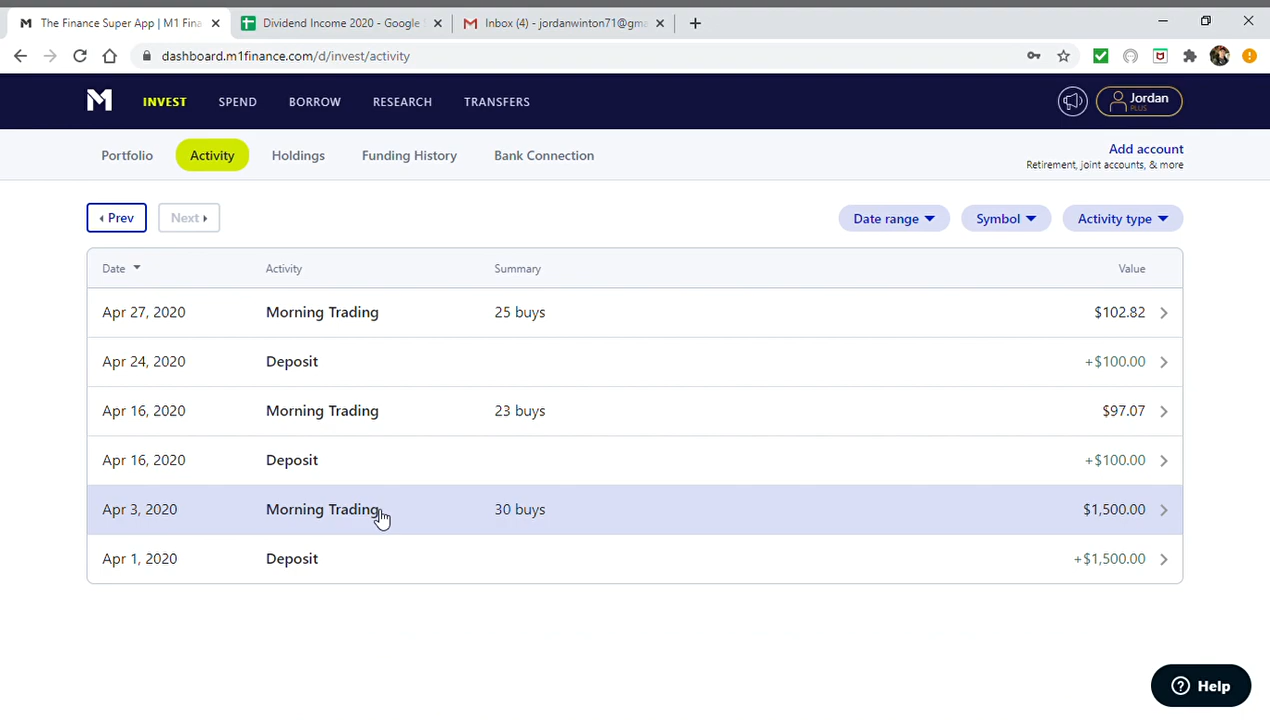 The Finance Super App | M1 Fina
Dividend Income 2020 - Google S
Inbox (4) - jordanwinton71@gma
dashboard.m1finance.com/d/invest/activity
M INVEST SPEND BORROW RESEARCH TRANSFERS
Jordan
PLUS
Portfolio Activity Holdings Funding History Bank Connection
Add account
Retirement, joint accounts, & more
Prev Next Date range Symbol Activity type
Date Activity Summary Value
Apr 27, 2020 Morning Trading 25 buys $102.82
Apr 24, 2020 Deposit +$100.00
Apr 16, 2020 Morning Trading 23 buys $97.07
Apr 16, 2020 Deposit +$100.00
Apr 3, 2020 Morning Trading 30 buys $1,500.00
Apr 1, 2020 Deposit +$1,500.00
Help